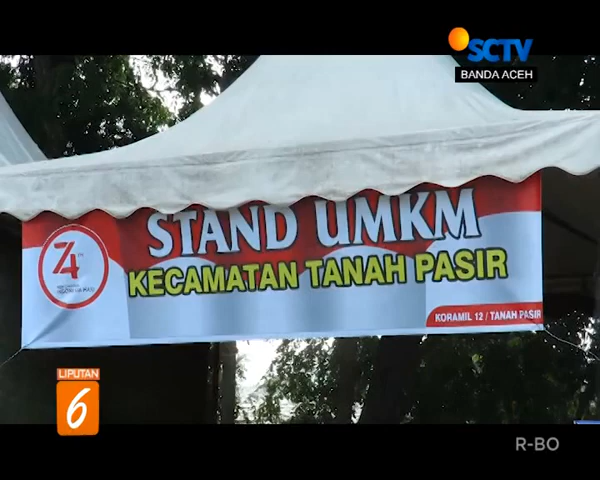 SCTV
BANDA ACEH
STAND UMKM
KECAMATAN TANAH PASIR
74
KORAMIL 12 / TANAH PASIR
LIPUTAN
6
R-BO